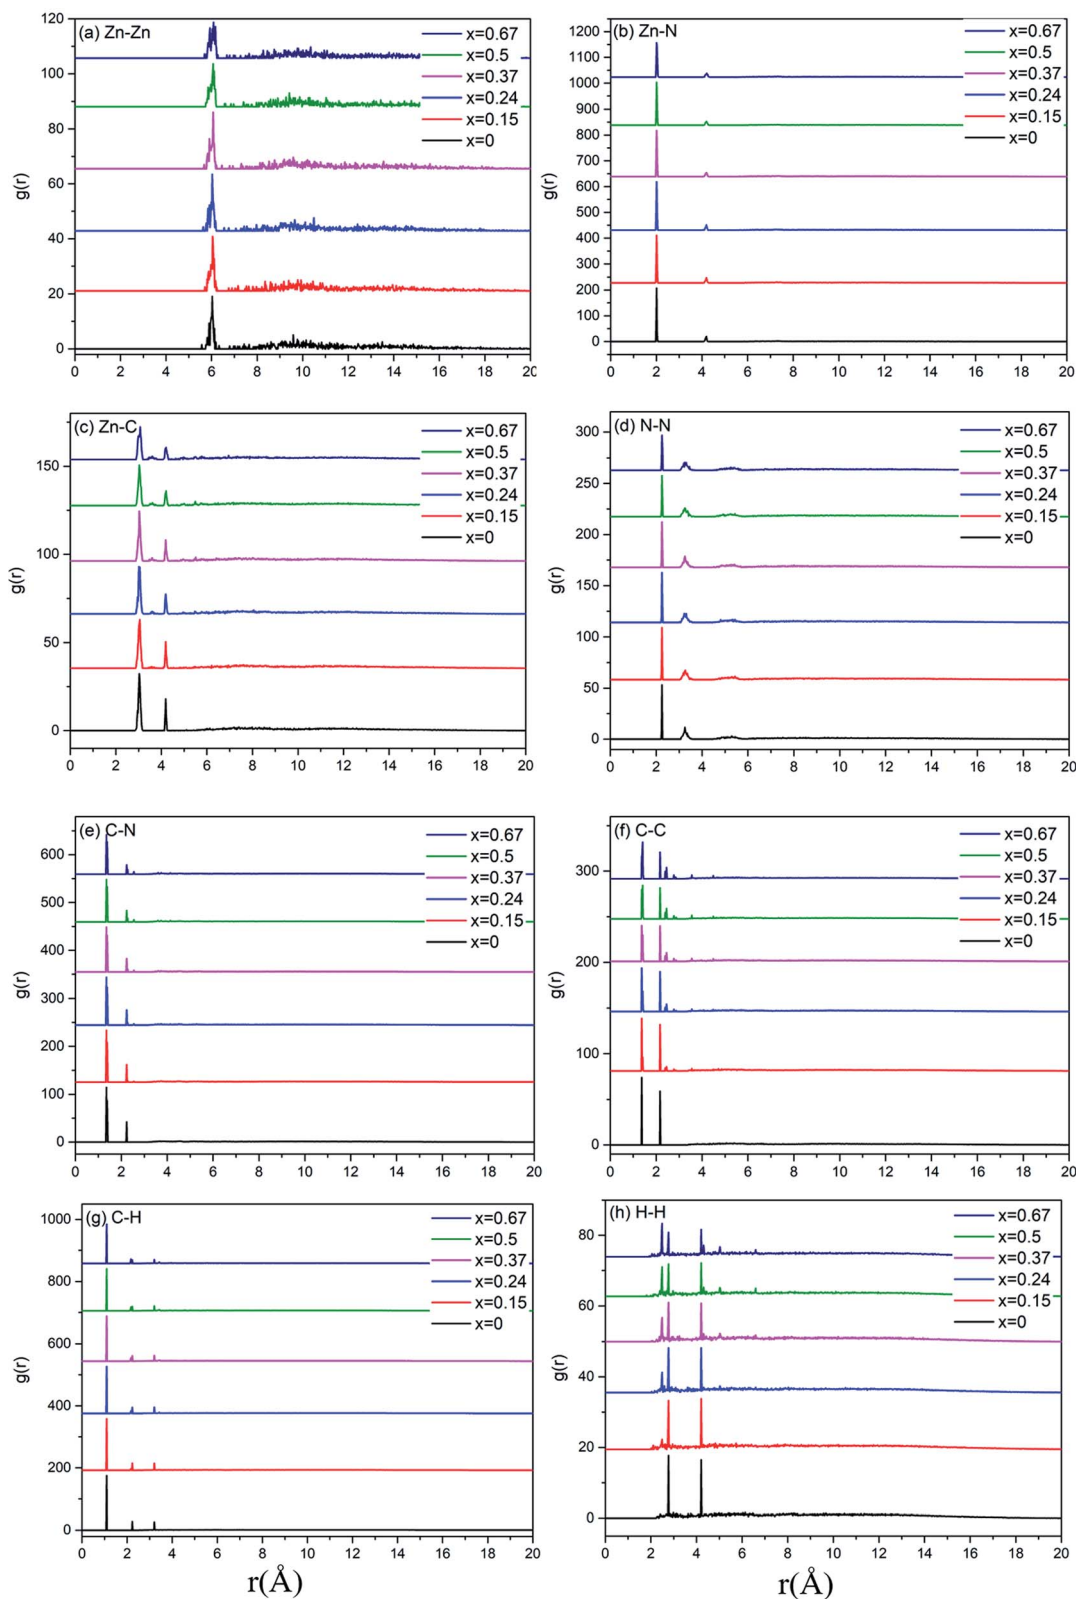 (a) Zn-Zn
x=0.67
x=0.5
x=0.37
x=0.24
x=0.15
x=0
120
100
80
60
40
20
0
g(r)
0 2 4 6 8 10 12 14 16 18 20
(b) Zn-N
x=0.67
x=0.5
x=0.37
x=0.24
x=0.15
x=0
1200
1100
1000
900
800
700
600
500
400
300
200
100
0
g(r)
0 2 4 6 8 10 12 14 16 18 20
(c) Zn-C
x=0.67
x=0.5
x=0.37
x=0.24
x=0.15
x=0
150
100
50
0
g(r)
0 2 4 6 8 10 12 14 16 18 20
(d) N-N
x=0.67
x=0.5
x=0.37
x=0.24
x=0.15
x=0
300
250
200
150
100
50
0
g(r)
0 2 4 6 8 10 12 14 16 18 20
(e) C-N
x=0.67
x=0.5
x=0.37
x=0.24
x=0.15
x=0
600
500
400
300
200
100
0
g(r)
0 2 4 6 8 10 12 14 16 18 20
(f) C-C
x=0.67
x=0.5
x=0.37
x=0.24
x=0.15
x=0
300
200
100
0
g(r)
0 2 4 6 8 10 12 14 16 18 20
(g) C-H
x=0.67
x=0.5
x=0.37
x=0.24
x=0.15
x=0
1000
800
600
400
200
0
g(r)
0 2 4 6 8 10 12 14 16 18 20
r(Å)
(h) H-H
x=0.67
x=0.5
x=0.37
x=0.24
x=0.15
x=0
80
60
40
20
0
g(r)
0 2 4 6 8 10 12 14 16 18 20
r(Å)